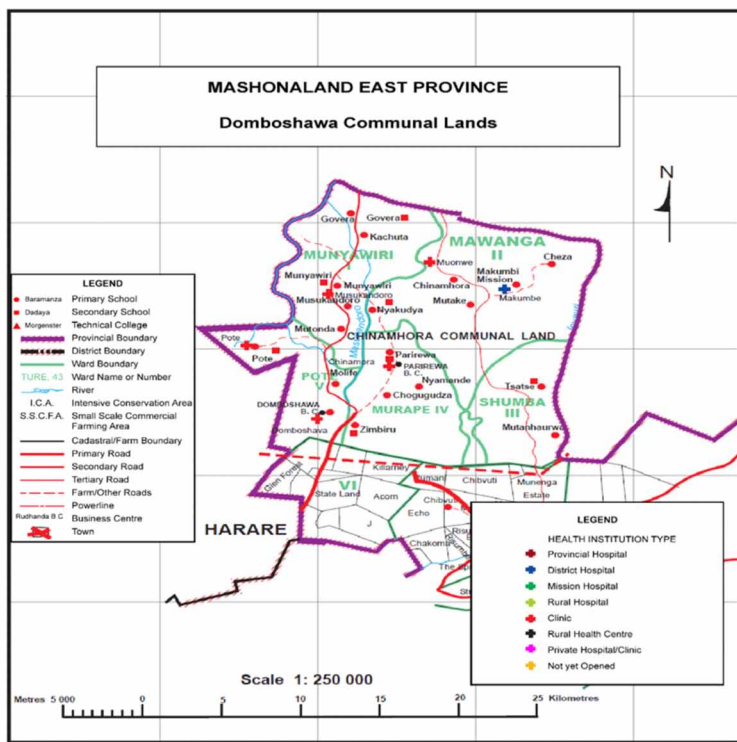 MASHONALAND EAST PROVINCE
Domboshawa Communal Lands
N
Govera
Govera
Kachuta
MUNYAWIRI
I
MAWANGA
II
Muonwe
Cheza
Makumbi
Mission
Chinamhora
Makumbe
Munyawiri
Munyawiri
Musukandoro
Musukandoro
Nyakudya
Mutake
Mutonda
CHINAMHORA COMMUNAL LAND
Pote
Pote
Chinamora
Molife
POTE
V
Parirewa
PARIREWA
B. C.
Nyamande
Chogugudza
MURAPE IV
SHUMBA
III
Tsatse
DOMBOSHAWA
B. C.
Domboshava
Zimbiru
Mutanhaurwa
VI
Glen Forest
State Land
Killarney
Acorn
J
Echo
Chibvuti
Munenga
Estate
Chakoma
HARARE
LEGEND
Baramanza Primary School
Dadaya Secondary School
Morgenster Technical College
Provincial Boundary
District Boundary
Ward Boundary
TURE, 43 Ward Name or Number
River
I.C.A. Intensive Conservation Area
S.S.C.F.A. Small Scale Commercial
Farming Area
Cadastral/Farm Boundary
Primary Road
Secondary Road
Tertiary Road
Farm/Other Roads
Powerline
Rudhanda B.C Business Centre
Town
LEGEND
HEALTH INSTITUTION TYPE
Provincial Hospital
District Hospital
Mission Hospital
Rural Hospital
Clinic
Rural Health Centre
Private Hospital/Clinic
Not yet Opened
Scale 1: 250 000
Metres 5 000 0 5 10 15 20 25 Kilometres